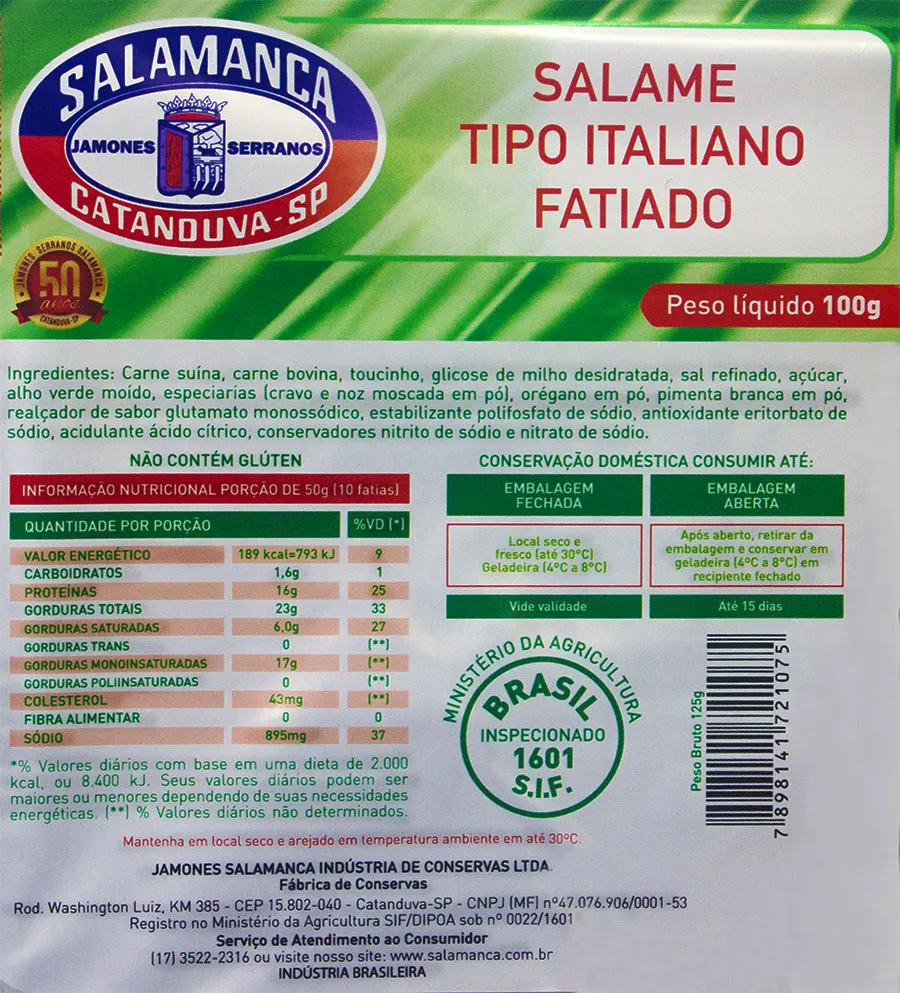 SALAMANCA
JAMONES SERRANOS
CATANDUVA-SP
JAMONES SERRANOS SALAMANCA
50
anos
CATANDUVA-SP
SALAME
TIPO ITALIANO
FATIADO
Peso líquido 100g
Ingredientes: Carne suína, carne bovina, toucinho, glicose de milho desidratada, sal refinado, açúcar,
alho verde moído, especiarias (cravo e noz moscada em pó), orégano em pó, pimenta branca em pó,
realçador de sabor glutamato monossódico, estabilizante polifosfato de sódio, antioxidante eritorbato de
sódio, acidulante ácido cítrico, conservadores nitrito de sódio e nitrato de sódio.
NÃO CONTÉM GLÚTEN
INFORMAÇÃO NUTRICIONAL PORÇÃO DE 50g (10 fatias)
QUANTIDADE POR PORÇÃO %VD (*)
VALOR ENERGÉTICO 189 kcal=793 kJ 9
CARBOIDRATOS 1,6g 1
PROTEÍNAS 16g 25
GORDURAS TOTAIS 23g 33
GORDURAS SATURADAS 6,0g 27
GORDURAS TRANS 0 (**)
GORDURAS MONOINSATURADAS 17g (**)
GORDURAS POLIINSATURADAS 0 (**)
COLESTEROL 43mg (**)
FIBRA ALIMENTAR 0 0
SÓDIO 895mg 37
*% Valores diários com base em uma dieta de 2.000
kcal, ou 8.400 kJ. Seus valores diários podem ser
maiores ou menores dependendo de suas necessidades
energéticas. (**) % Valores diários não determinados.
CONSERVAÇÃO DOMÉSTICA CONSUMIR ATÉ:
EMBALAGEM
FECHADA
Local seco e
fresco (até 30ºC)
Geladeira (4ºC a 8ºC)
Vide validade
EMBALAGEM
ABERTA
Após aberto, retirar da
embalagem e conservar em
geladeira (4ºC a 8ºC) em
recipiente fechado
Até 15 dias
MINISTÉRIO DA AGRICULTURA
BRASIL
INSPECIONADO
1601
S.I.F.
Peso Bruto 125g
7 898141 721075
Mantenha em local seco e arejado em temperatura ambiente em até 30ºC.
JAMONES SALAMANCA INDÚSTRIA DE CONSERVAS LTDA.
Fábrica de Conservas
Rod. Washington Luiz, KM 385 - CEP 15.802-040 - Catanduva-SP - CNPJ (MF) nº47.076.906/0001-53
Registro no Ministério da Agricultura SIF/DIPOA sob nº 0022/1601
Serviço de Atendimento ao Consumidor
(17) 3522-2316 ou visite nosso site: www.salamanca.com.br
INDÚSTRIA BRASILEIRA